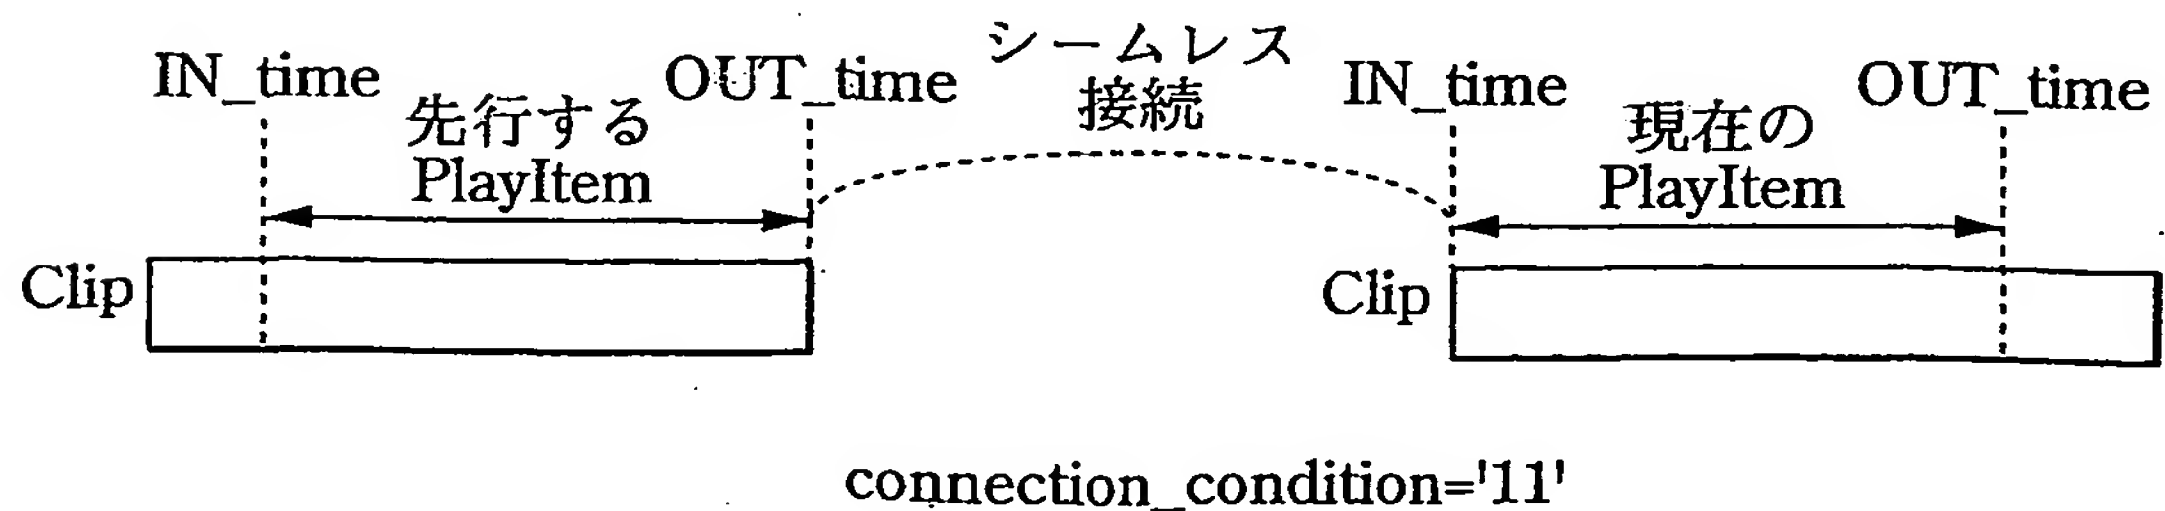 IN_time
先行する
PlayItem
OUT_time
シームレス
接続
IN_time
現在の
PlayItem
OUT_time
Clip
Clip
connection_condition='11'